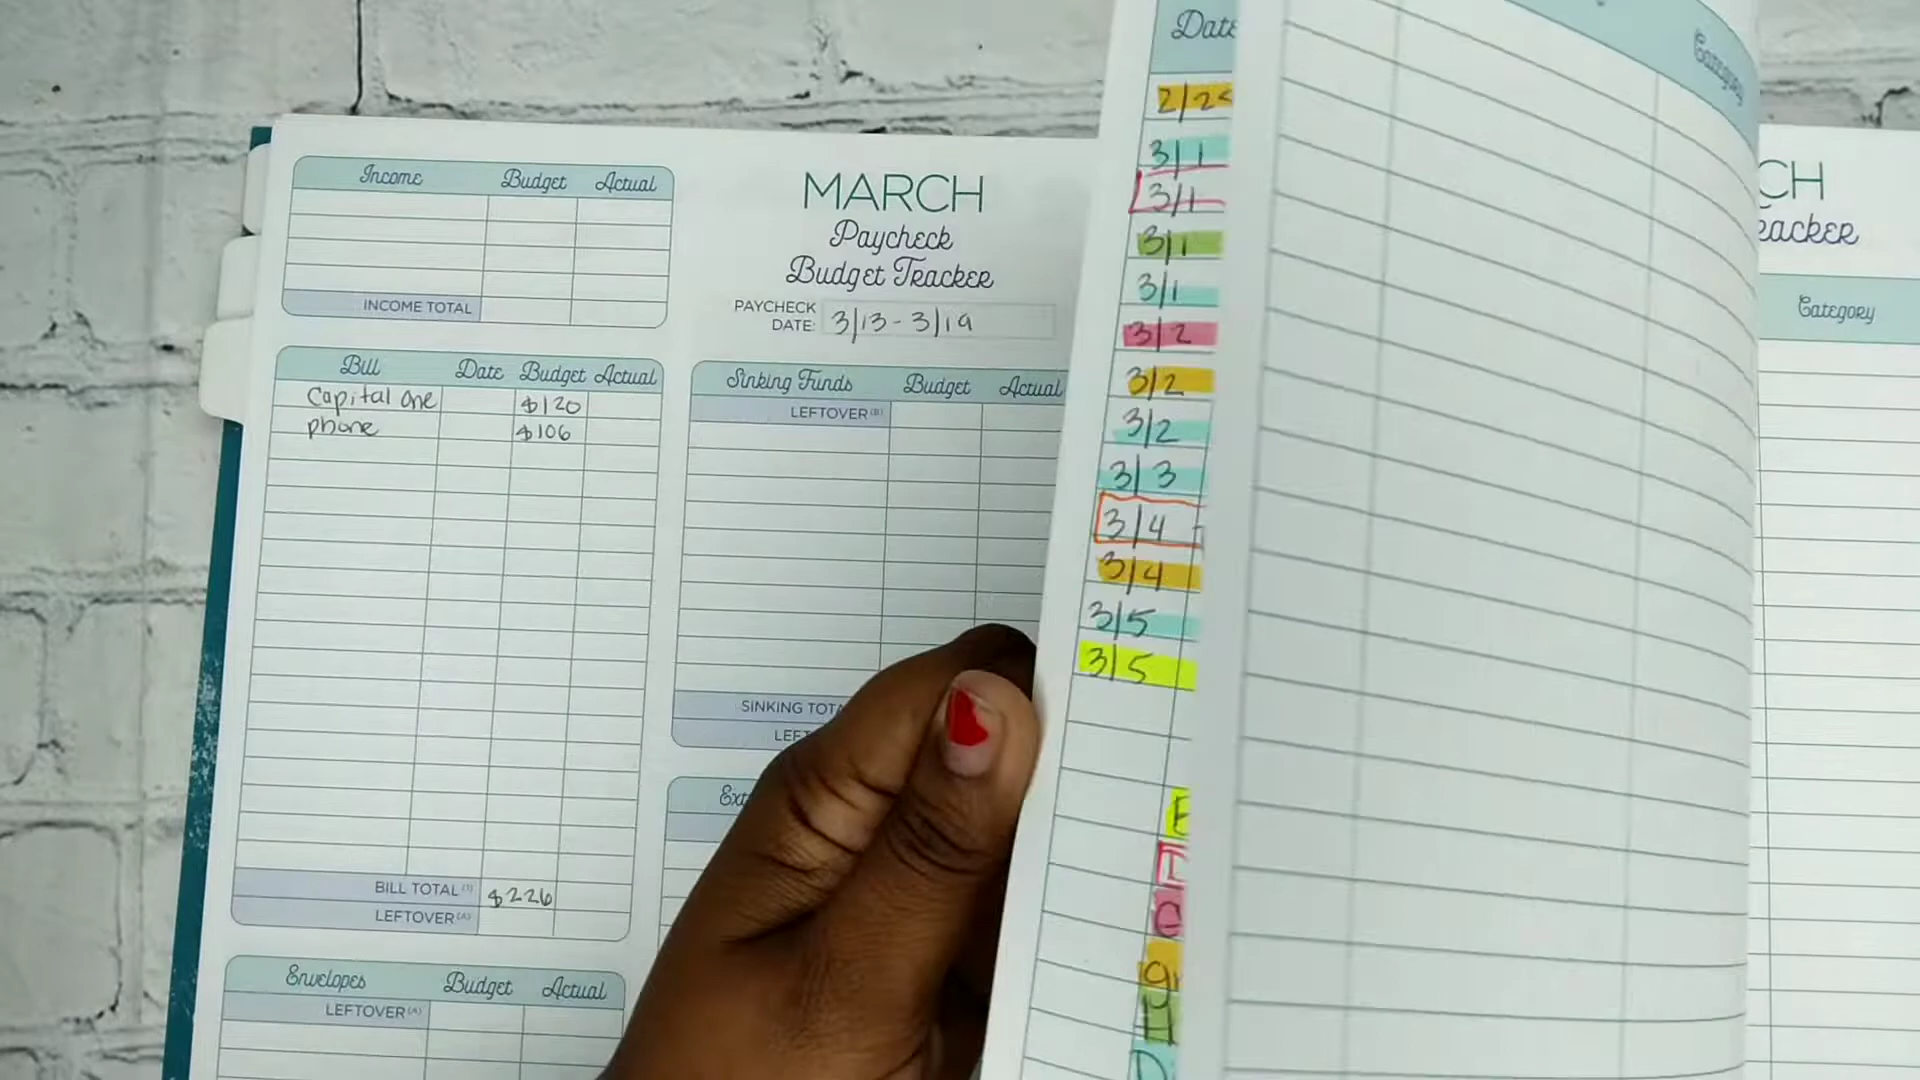 Income Budget Actual
INCOME TOTAL
MARCH
Paycheck
Budget Tracker
PAYCHECK
DATE: 3/13 - 3/19
Bill Date Budget Actual
Capital One $120
phone $106
BILL TOTAL (1) $226
LEFTOVER (A)
Envelopes Budget Actual
LEFTOVER (A)
Sinking Funds Budget Actual
LEFTOVER (B)
SINKING
Date
3/1
3/1
3/1
3/1
3/2
3/2
3/2
3/3
3/4
3/4
3/5
3/5
Category
Category